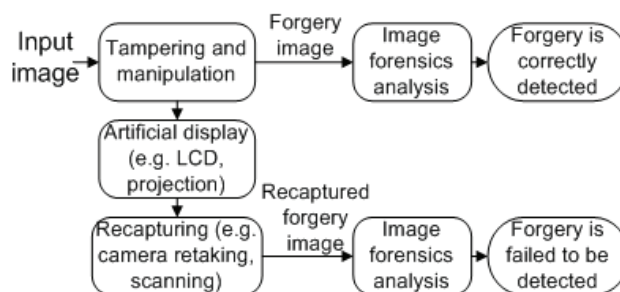 Input
image
Tampering and
manipulation
Forgery
image
Image
forensics
analysis
Forgery is
correctly
detected
Artificial display
(e.g. LCD,
projection)
Recapturing (e.g.
camera retaking,
scanning)
Recaptured
forgery
image
Image
forensics
analysis
Forgery is
failed to be
detected